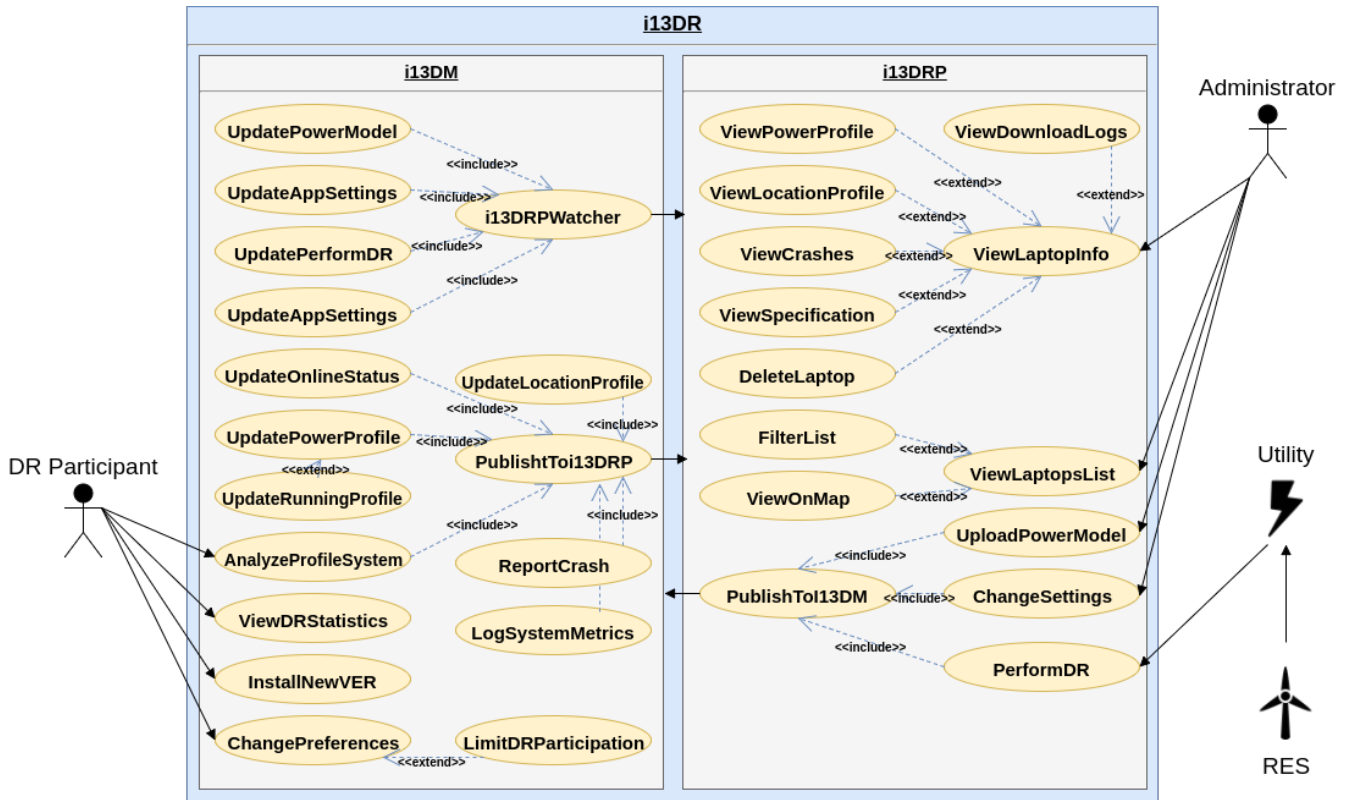 i13DR
i13DM
i13DRP
Administrator
UpdatePowerModel
<<include>>
UpdateAppSettings
<<include>>
i13DRPWatcher
UpdatePerformDR
<<include>>
<<include>>
UpdateAppSettings
UpdateOnlineStatus
UpdateLocationProfile
<<include>>
<<include>>
UpdatePowerProfile
<<include>>
PublishtToi13DRP
<<extend>>
UpdateRunningProfile
<<include>>
<<include>>
AnalyzeProfileSystem
ReportCrash
ViewDRStatistics
LogSystemMetrics
InstallNewVER
ChangePreferences
LimitDRParticipation
<<extend>>
DR Participant
ViewPowerProfile
ViewDownloadLogs
<<extend>>
<<extend>>
ViewLocationProfile
<<extend>>
ViewCrashes
<<extend>>
ViewLaptopInfo
<<extend>>
ViewSpecification
<<extend>>
DeleteLaptop
FilterList
<<extend>>
ViewLaptopsList
ViewOnMap
<<extend>>
UploadPowerModel
<<include>>
PublishToI13DM
<<include>>
ChangeSettings
<<include>>
PerformDR
Utility
RES